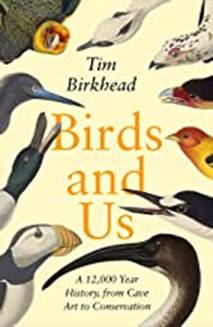 Tim
Birkhead
Birds
and
Us
A 12,000 Year
History, from Cave
Art to Conservation